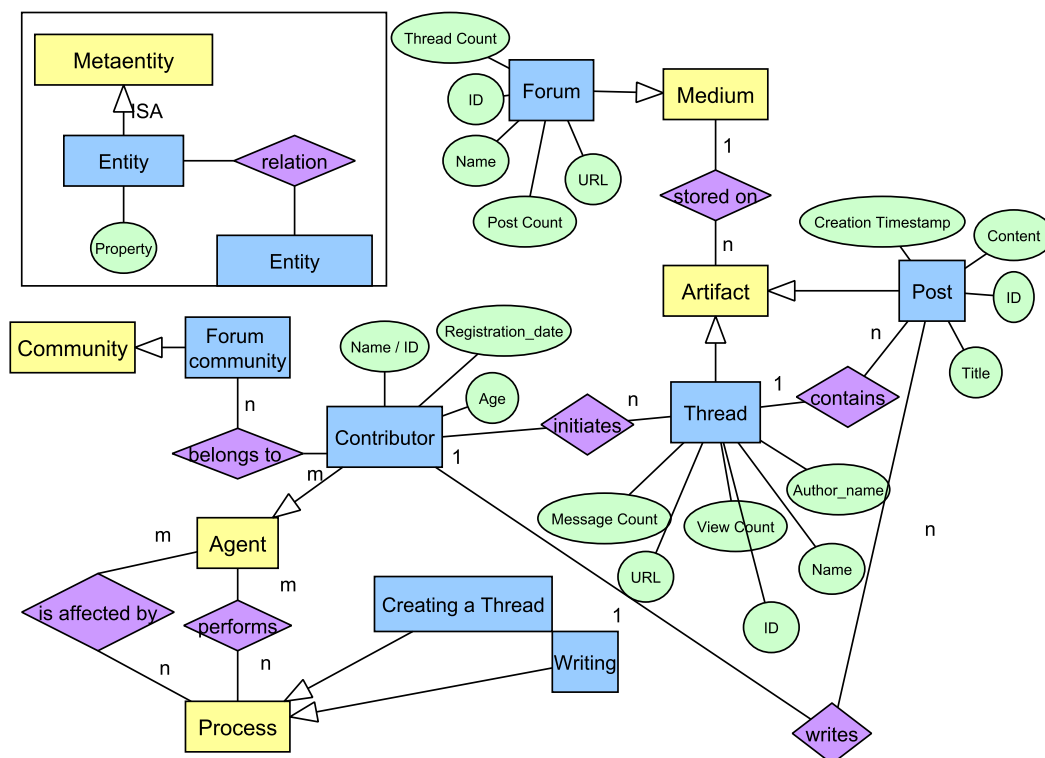 Metaentity
ISA
Entity
relation
Property
Entity
Thread Count
Forum
Medium
ID
Name
URL
Post Count
1
stored on
n
Creation Timestamp
Content
Artifact
Post
ID
Title
Community
Forum
community
Name / ID
Registration_date
Age
n
n
1
contains
n
initiates
Thread
Contributor
belongs to
1
m
Author_name
Message Count
View Count
URL
Name
ID
n
Agent
m
m
is affected by
performs
n
n
Creating a Thread
1
Writing
Process
writes